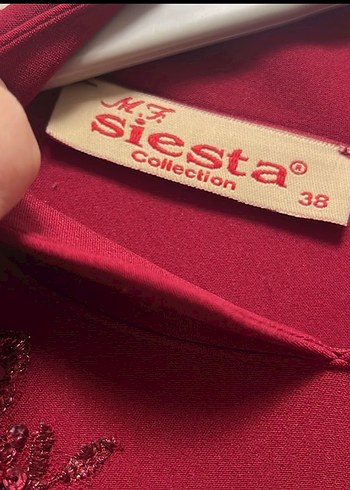 M.F.
siesta®
Collection
38